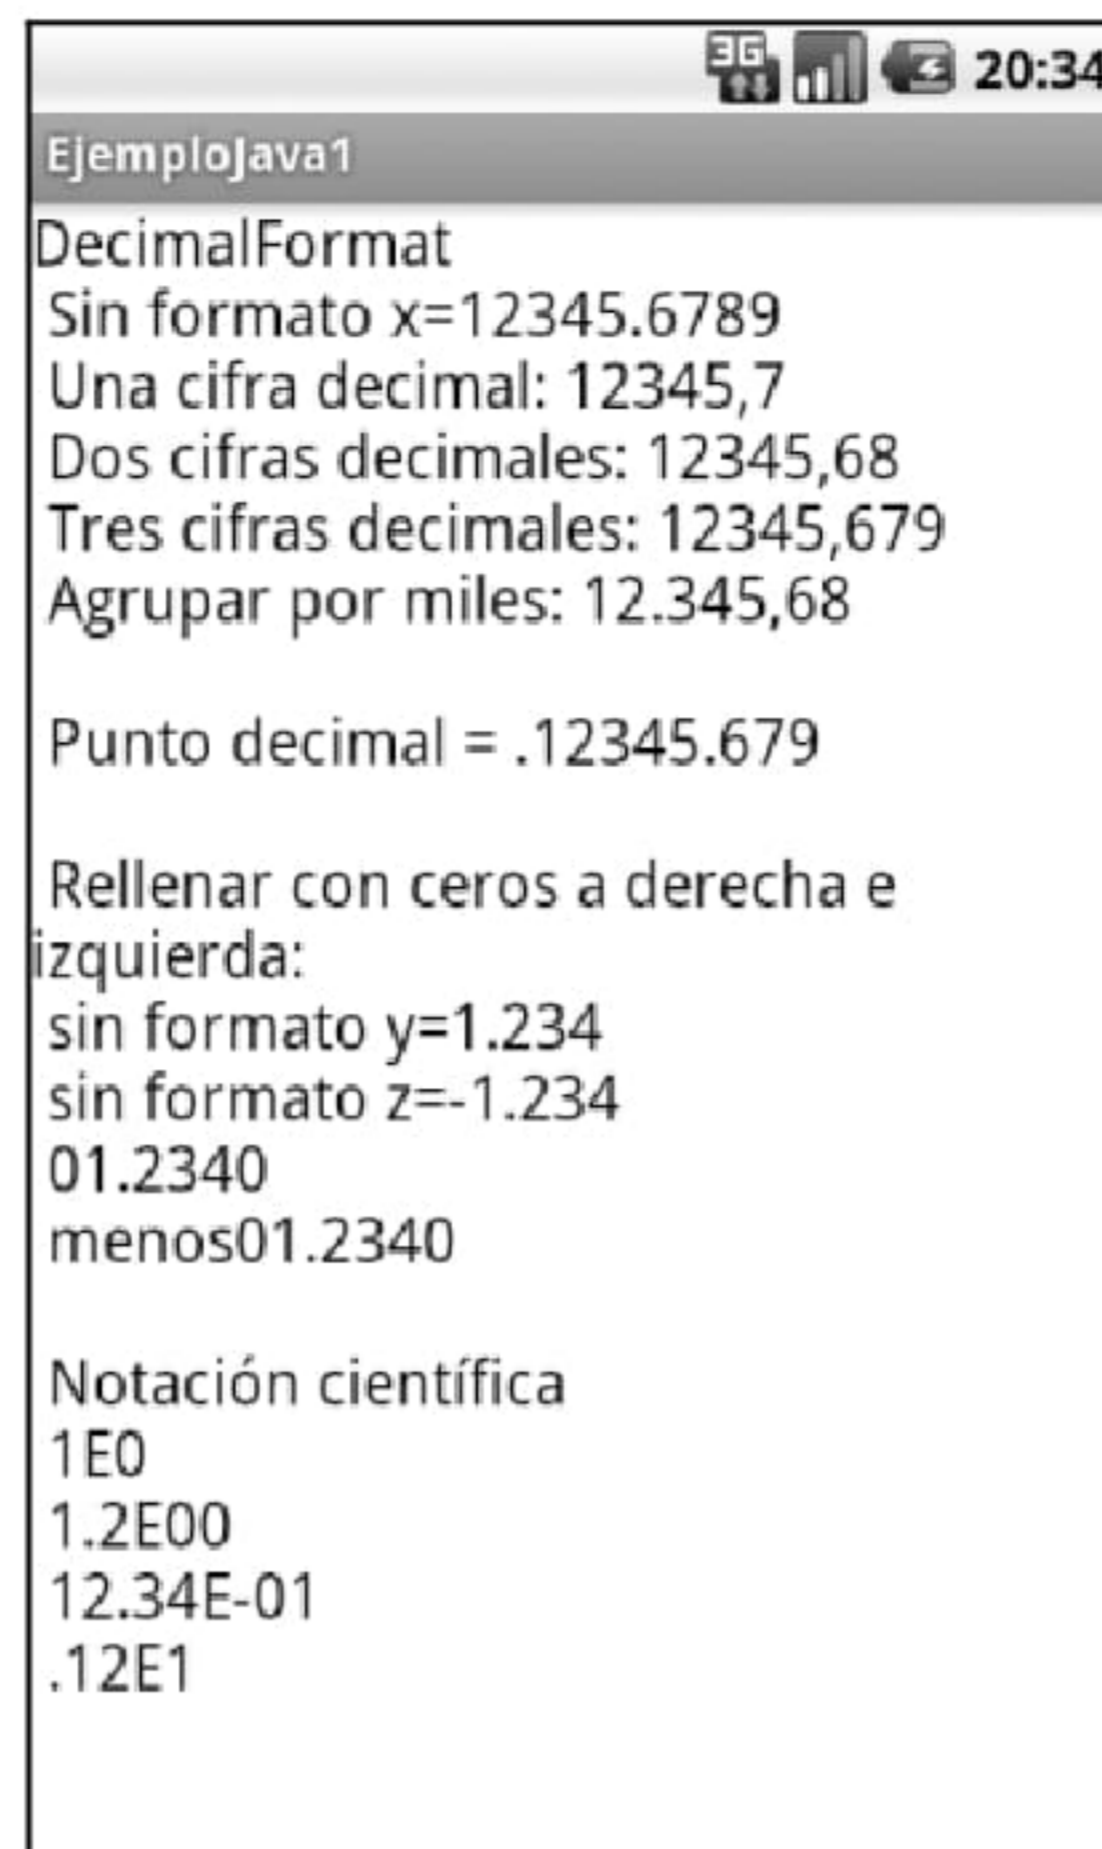 3G 20:34
EjemploJava1
DecimalFormat
Sin formato x=12345.6789
Una cifra decimal: 12345,7
Dos cifras decimales: 12345,68
Tres cifras decimales: 12345,679
Agrupar por miles: 12.345,68
Punto decimal = .12345.679
Rellenar con ceros a derecha e
izquierda:
sin formato y=1.234
sin formato z=-1.234
01.2340
menos01.2340
Notación científica
1E0
1.2E00
12.34E-01
.12E1